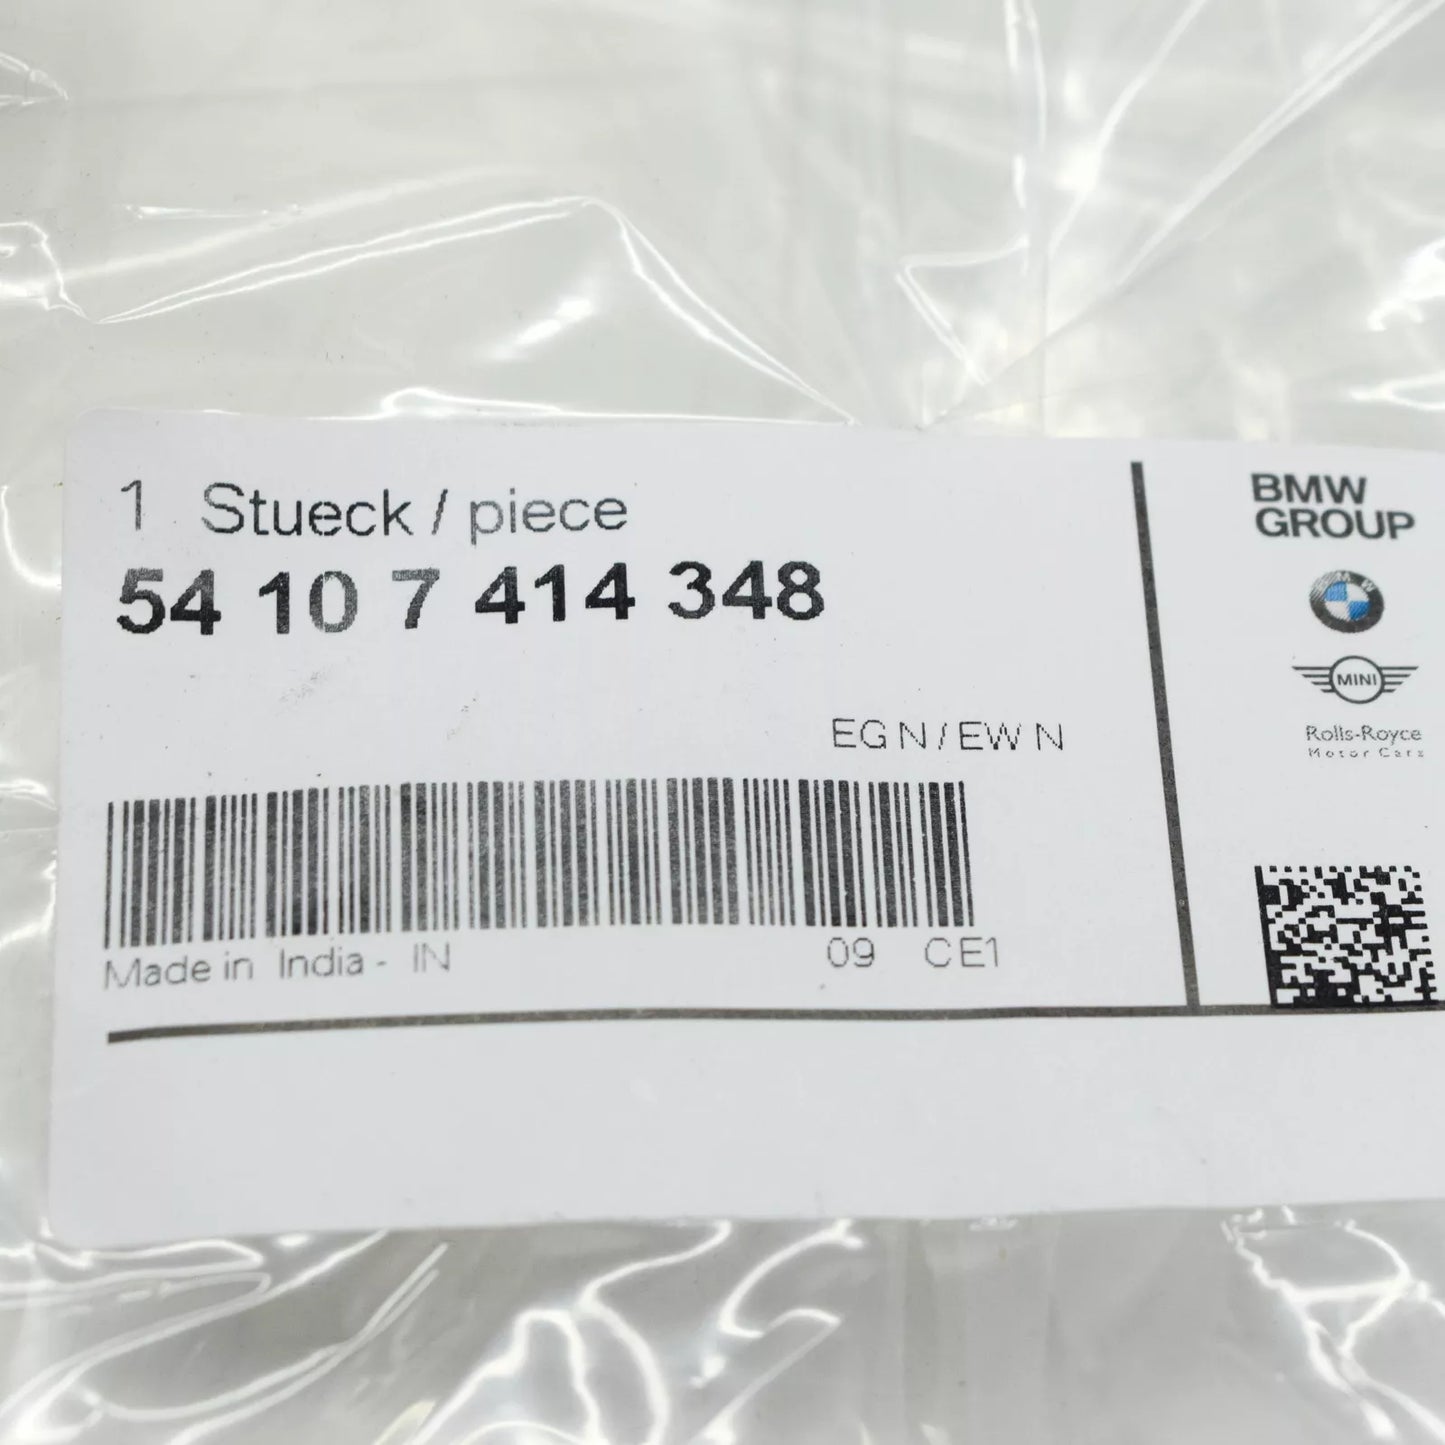 1 Stueck / piece
54 10 7 414 348
EG N / EW N
Made in India - IN 09 CE1
BMW
GROUP
BMW
MINI
Rolls-Royce
Motor Cars